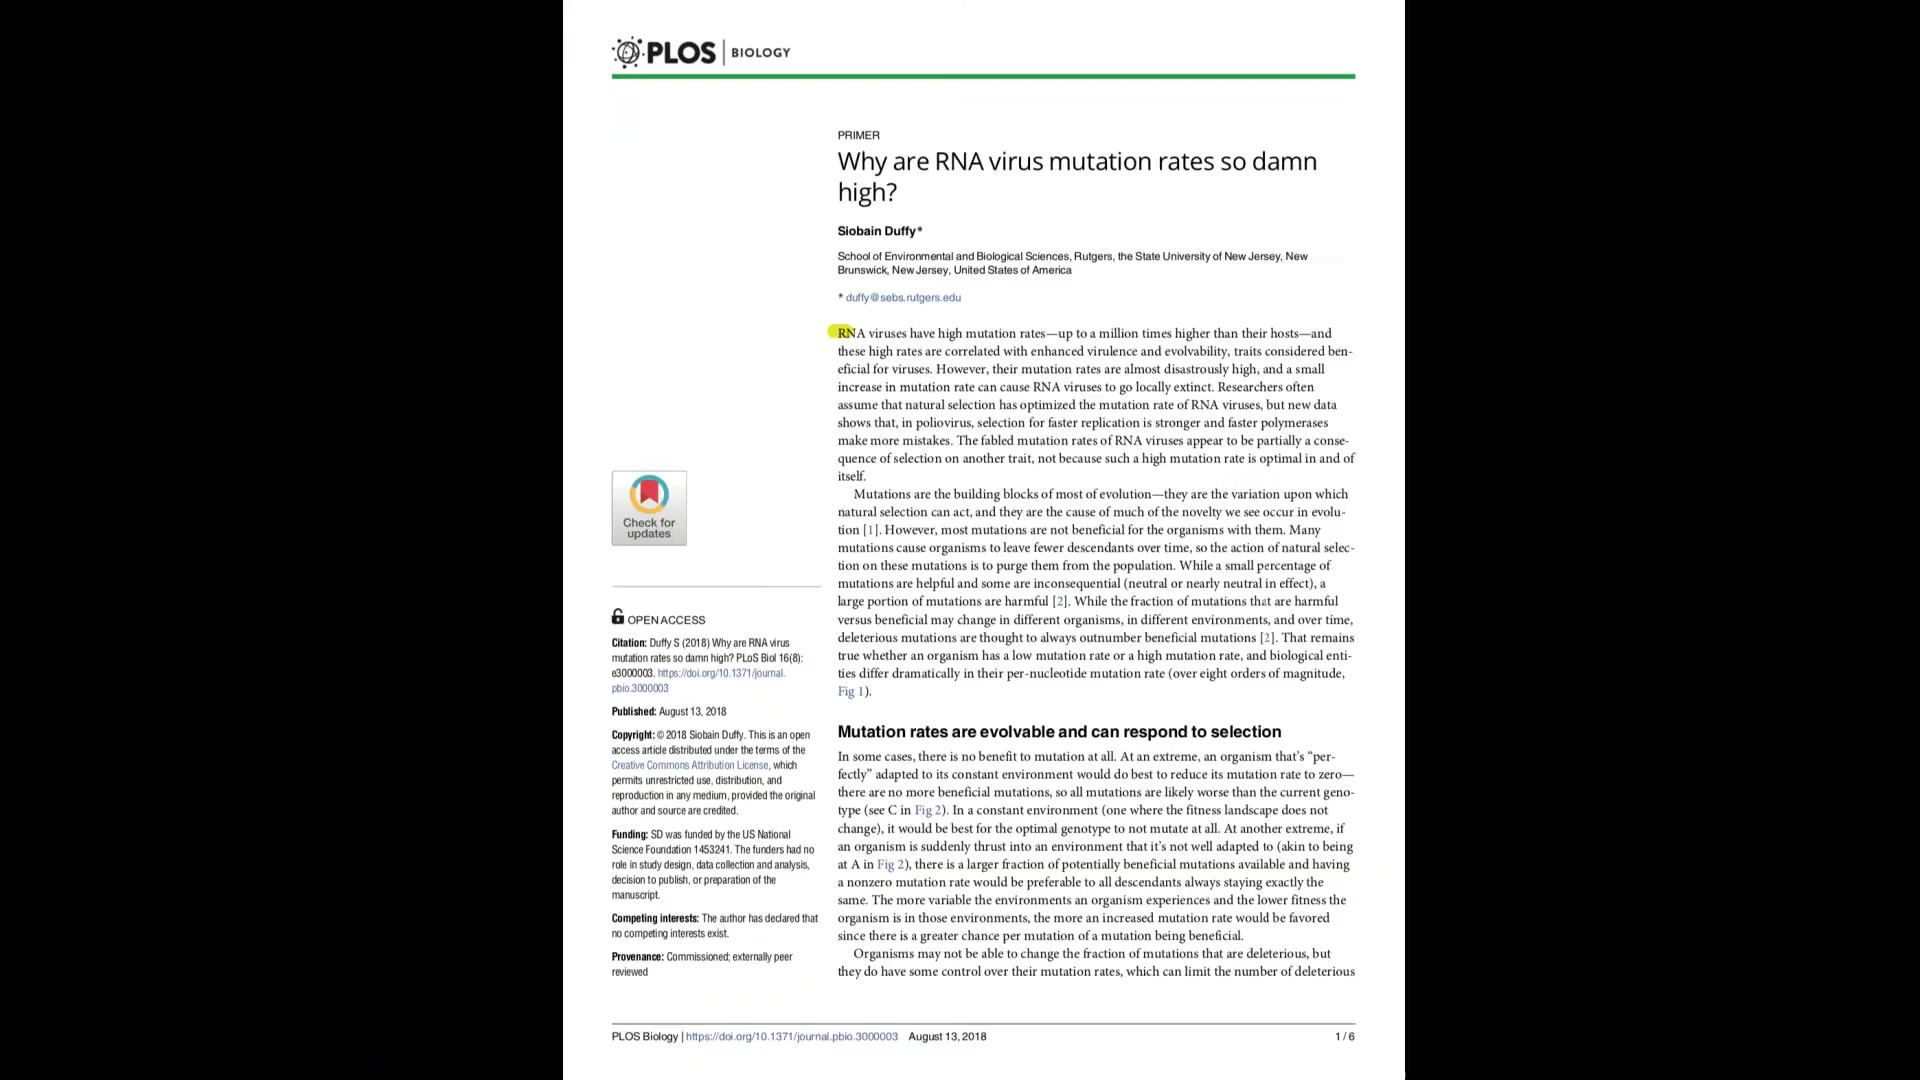 PLOS | BIOLOGY
PRIMER
Why are RNA virus mutation rates so damn
high?
Siobain Duffy*
School of Environmental and Biological Sciences, Rutgers, the State University of New Jersey, New
Brunswick, New Jersey, United States of America
* duffy@sebs.rutgers.edu
RNA viruses have high mutation rates—up to a million times higher than their hosts—and
these high rates are correlated with enhanced virulence and evolvability, traits considered ben-
eficial for viruses. However, their mutation rates are almost disastrously high, and a small
increase in mutation rate can cause RNA viruses to go locally extinct. Researchers often
assume that natural selection has optimized the mutation rate of RNA viruses, but new data
shows that, in poliovirus, selection for faster replication is stronger and faster polymerases
make more mistakes. The fabled mutation rates of RNA viruses appear to be partially a conse-
quence of selection on another trait, not because such a high mutation rate is optimal in and of
itself.
Mutations are the building blocks of most of evolution—they are the variation upon which
natural selection can act, and they are the cause of much of the novelty we see occur in evolu-
tion [1]. However, most mutations are not beneficial for the organisms with them. Many
mutations cause organisms to leave fewer descendants over time, so the action of natural selec-
tion on these mutations is to purge them from the population. While a small percentage of
mutations are helpful and some are inconsequential (neutral or nearly neutral in effect), a
large portion of mutations are harmful [2]. While the fraction of mutations that are harmful
versus beneficial may change in different organisms, in different environments, and over time,
deleterious mutations are thought to always outnumber beneficial mutations [2]. That remains
true whether an organism has a low mutation rate or a high mutation rate, and biological enti-
ties differ dramatically in their per-nucleotide mutation rate (over eight orders of magnitude,
Fig 1).
Mutation rates are evolvable and can respond to selection
In some cases, there is no benefit to mutation at all. At an extreme, an organism that's “per-
fectly” adapted to its constant environment would do best to reduce its mutation rate to zero—
there are no more beneficial mutations, so all mutations are likely worse than the current geno-
type (see C in Fig 2). In a constant environment (one where the fitness landscape does not
change), it would be best for the optimal genotype to not mutate at all. At another extreme, if
an organism is suddenly thrust into an environment that it's not well adapted to (akin to being
at A in Fig 2), there is a larger fraction of potentially beneficial mutations available and having
a nonzero mutation rate would be preferable to all descendants always staying exactly the
same. The more variable the environments an organism experiences and the lower fitness the
organism is in those environments, the more an increased mutation rate would be favored
since there is a greater chance per mutation of a mutation being beneficial.
Organisms may not be able to change the fraction of mutations that are deleterious, but
they do have some control over their mutation rates, which can limit the number of deleterious
Check for
updates
OPEN ACCESS
Citation: Duffy S (2018) Why are RNA virus
mutation rates so damn high? PLoS Biol 16(8):
e3000003. https://doi.org/10.1371/journal.
pbio.3000003
Published: August 13, 2018
Copyright: © 2018 Siobain Duffy. This is an open
access article distributed under the terms of the
Creative Commons Attribution License, which
permits unrestricted use, distribution, and
reproduction in any medium, provided the original
author and source are credited.
Funding: SD was funded by the US National
Science Foundation 1453241. The funders had no
role in study design, data collection and analysis,
decision to publish, or preparation of the
manuscript.
Competing interests: The author has declared that
no competing interests exist.
Provenance: Commissioned; externally peer
reviewed
PLOS Biology | https://doi.org/10.1371/journal.pbio.3000003 August 13, 2018
1 / 6